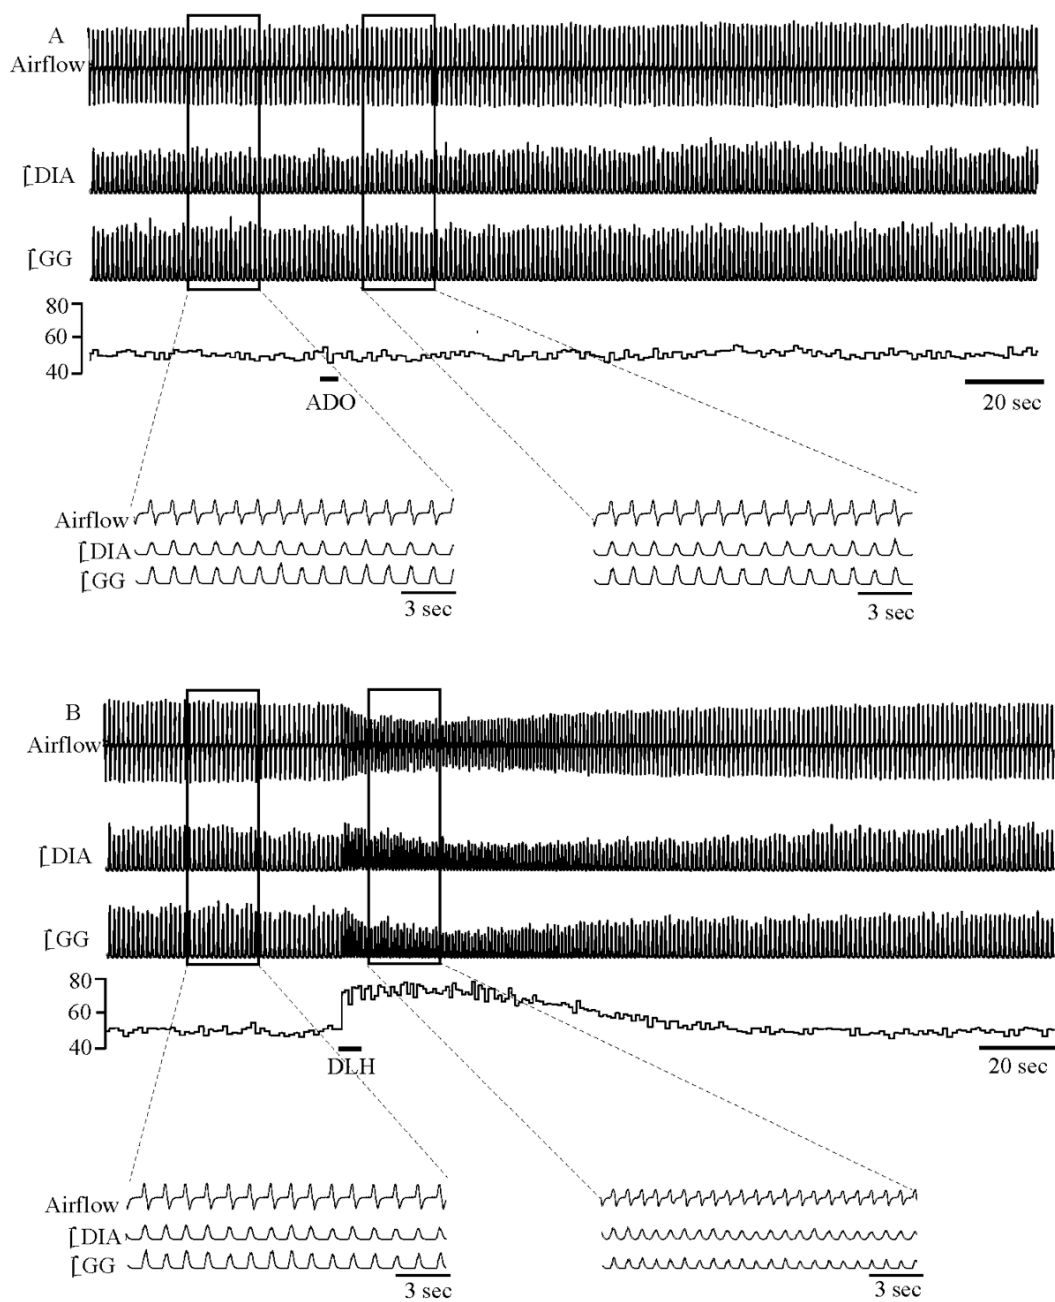 A
Airflow
∫DIA
∫GG
80
60
40
ADO
20 sec
Airflow
∫DIA
∫GG
3 sec
3 sec
B
Airflow
∫DIA
∫GG
80
60
40
DLH
20 sec
Airflow
∫DIA
∫GG
3 sec
3 sec